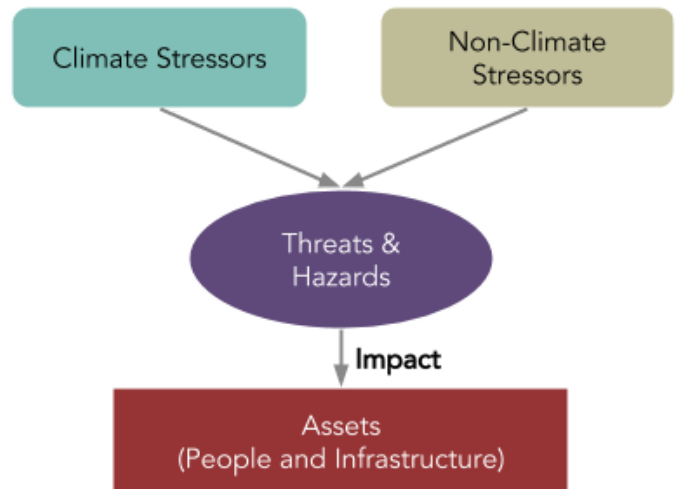 Climate Stressors
Non-Climate
Stressors
Threats &
Hazards
Impact
Assets
(People and Infrastructure)